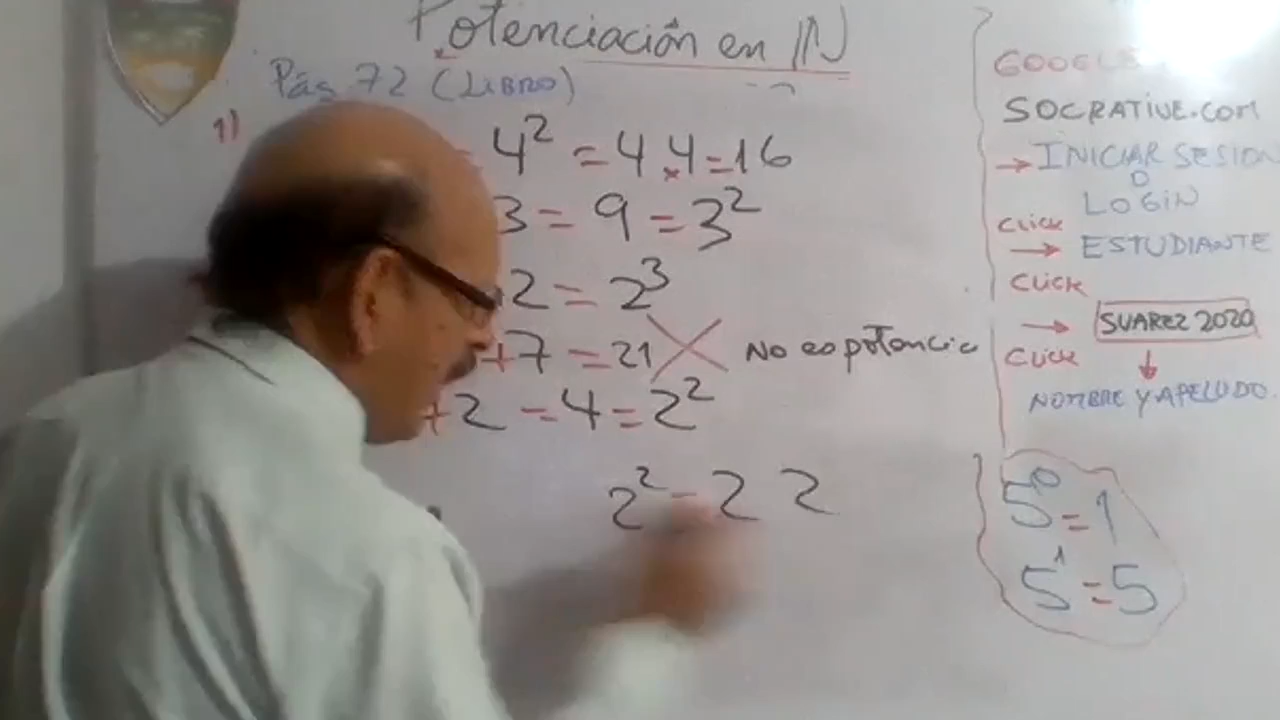 Potenciación en IN
Pág 72 (LIBRO)
1)
= 4² = 4 . 4 = 16
3 = 9 = 3²
2 = 2³
+ 7 = 21 X No es potencia
+ 2 = 4 = 2²
2² = 2 2
GOOGLE
SOCRATIVE.COM
→ INICIAR SESION
O
LOGIN
Click
→ ESTUDIANTE
Click
→ SUAREZ 2020
Click ↓
NOMBRE Y APELLIDO.
5⁰ = 1
5¹ = 5